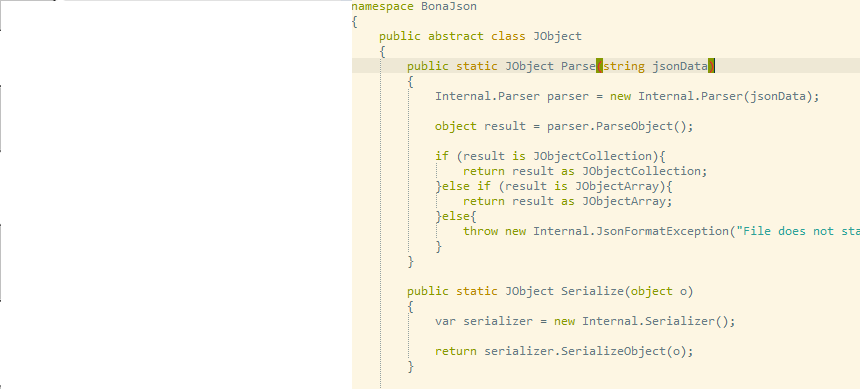 namespace BonaJson
{
public abstract class JObject
{
public static JObject Parse(string jsonData)
{
Internal.Parser parser = new Internal.Parser(jsonData);
object result = parser.ParseObject();
if (result is JObjectCollection){
return result as JObjectCollection;
}else if (result is JObjectArray){
return result as JObjectArray;
}else{
throw new Internal.JsonFormatException("File does not sta
}
}
public static JObject Serialize(object o)
{
var serializer = new Internal.Serializer();
return serializer.SerializeObject(o);
}